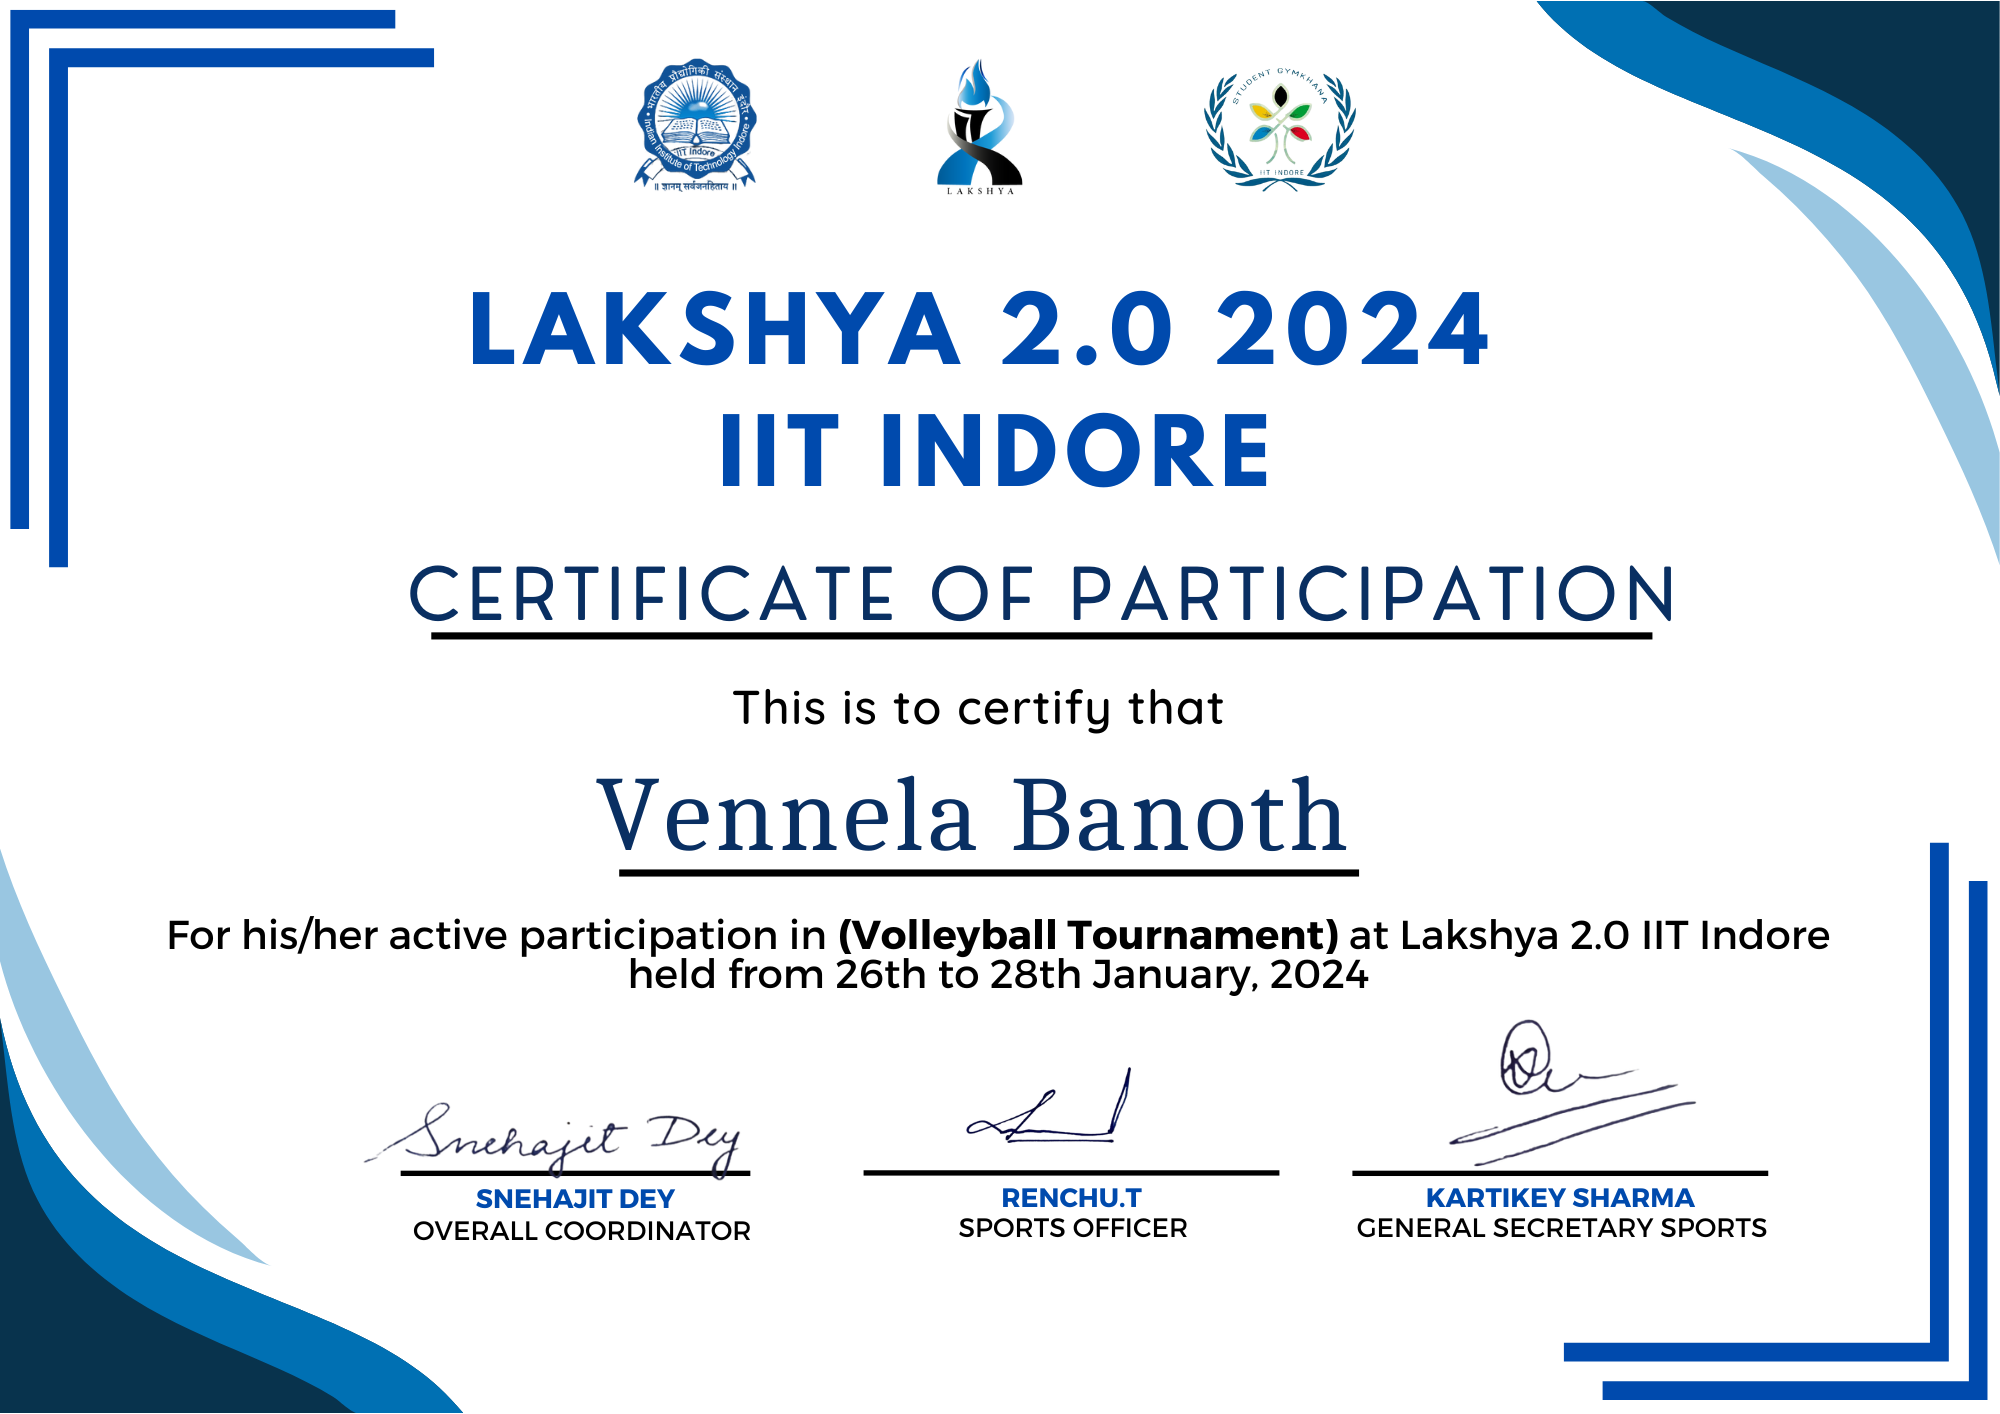 भारतीय प्रौद्योगिकी संस्थान इंदौर
Indian Institute of Technology Indore
IIT Indore
॥ ज्ञानम् सर्वजनहिताय ॥
LAKSHYA
STUDENT GYMKHANA
IIT INDORE
LAKSHYA 2.0 2024
IIT INDORE
CERTIFICATE OF PARTICIPATION
This is to certify that
Vennela Banoth
For his/her active participation in (Volleyball Tournament) at Lakshya 2.0 IIT Indore
held from 26th to 28th January, 2024
Snehajit Dey
SNEHAJIT DEY
OVERALL COORDINATOR
RENCHU.T
SPORTS OFFICER
KARTIKEY SHARMA
GENERAL SECRETARY SPORTS